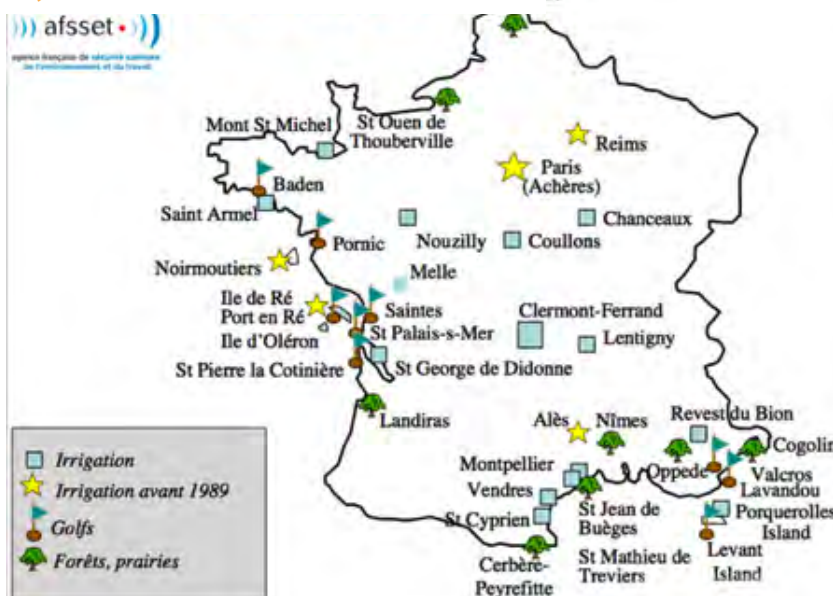 afsset
agence française de sécurité sanitaire
de l'environnement et du travail
Mont St Michel
St Ouen de
Thouberville
Reims
Paris
(Achères)
Baden
Saint Armel
Pornic
Nouzilly
Coullons
Chanceaux
Noirmoutiers
Melle
Ile de Ré
Port en Ré
Saintes
Clermont-Ferrand
Ile d'Oléron
St Palais-s-Mer
Lentigny
St Pierre la Cotinière
St George de Didonne
Landiras
Alès
Nîmes
Revest du Bion
Cogolin
Montpellier
Oppede
Valcros
Vendres
Lavandou
St Cyprien
St Jean de
Buèges
Porquerolles
Island
Cerbère-
Peyrefitte
St Mathieu de
Treviers
Levant
Island
Irrigation
Irrigation avant 1989
Golfs
Forêts, prairies